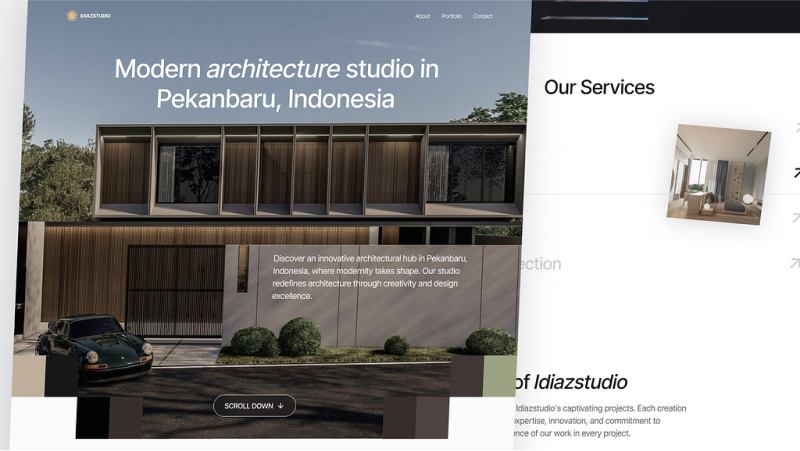 IDIAZSTUDIO
About Portfolio Contact
Modern architecture studio in
Pekanbaru, Indonesia
Discover an innovative architectural hub in Pekanbaru,
Indonesia, where modernity takes shape. Our studio
redefines architecture through creativity and design
excellence.
SCROLL DOWN
Our Services
ection
of Idiazstudio
Idiazstudio's captivating projects. Each creation
expertise, innovation, and commitment to
ence of our work in every project.